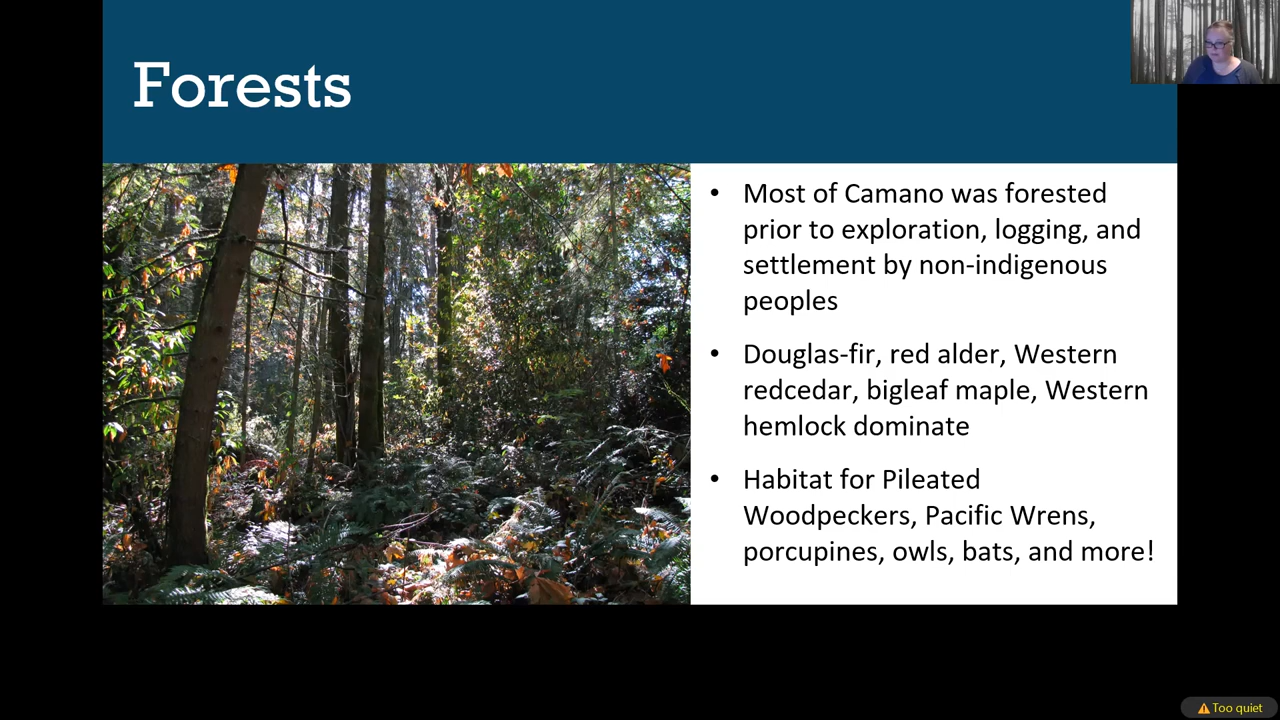 Forests
• Most of Camano was forested
prior to exploration, logging, and
settlement by non-indigenous
peoples
• Douglas-fir, red alder, Western
redcedar, bigleaf maple, Western
hemlock dominate
• Habitat for Pileated
Woodpeckers, Pacific Wrens,
porcupines, owls, bats, and more!
Too quiet